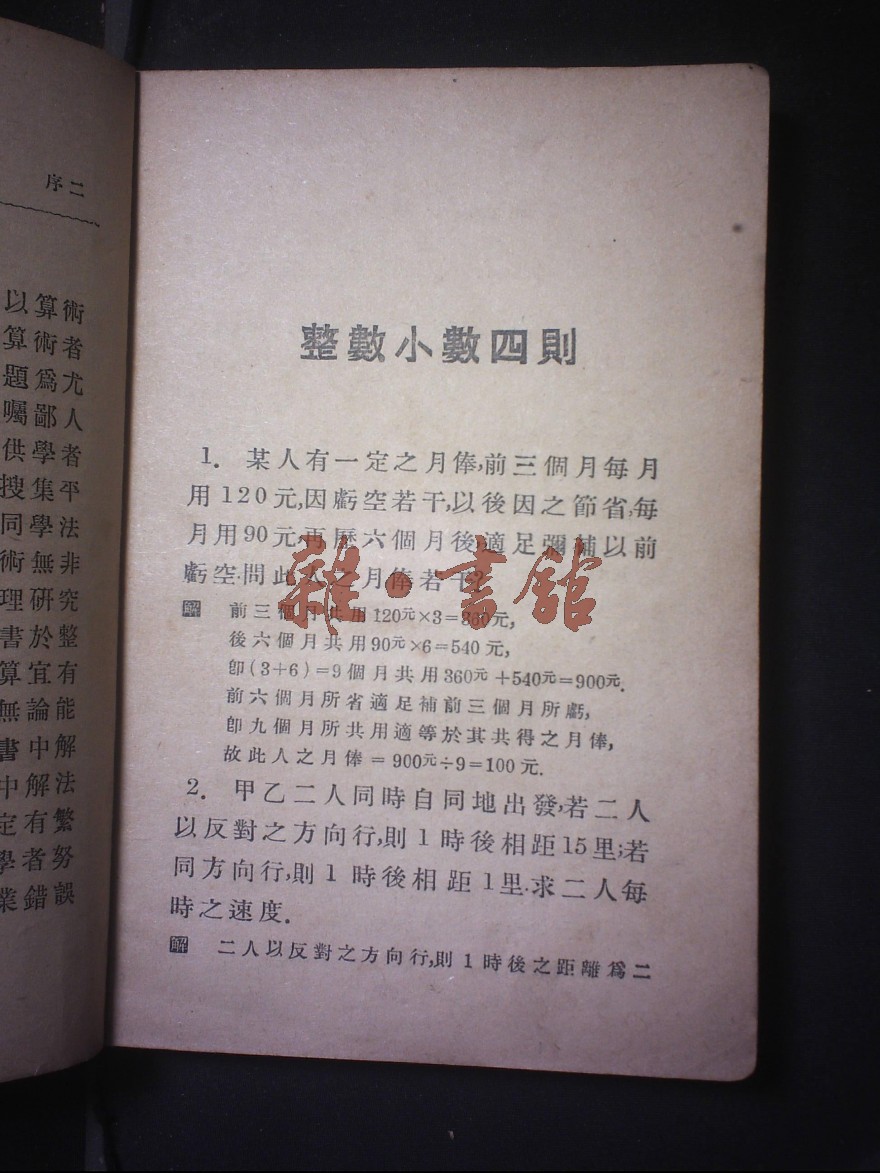 序二
以算術
算術者
題爲尤
囑鄙人
供學者
搜集平
同學法
術無非
理研究
書於整
算宜有
無論能
書中解
中解法
定有繁
學者努
業錯誤
整數小數四則
1. 某人有一定之月俸,前三個月每月
用120元,因虧空若干,以後因之節省,每
月用90元,再歷六個月後,適足彌補以前
虧空.問此人之月俸若干?
解 前三個月共用120元×3=360元,
後六個月共用90元×6=540元,
卽(3+6)=9個月共用360元+540元=900元.
前六個月所省適足補前三個月所虧,
卽九個月所共用適等於其共得之月俸,
故此人之月俸=900元÷9=100元.
2. 甲乙二人同時自同地出發,若二人
以反對之方向行,則1時後相距15里;若
同方向行,則1時後相距1里.求二人每
時之速度.
解 二人以反對之方向行,則1時後之距離爲二
雜·書館